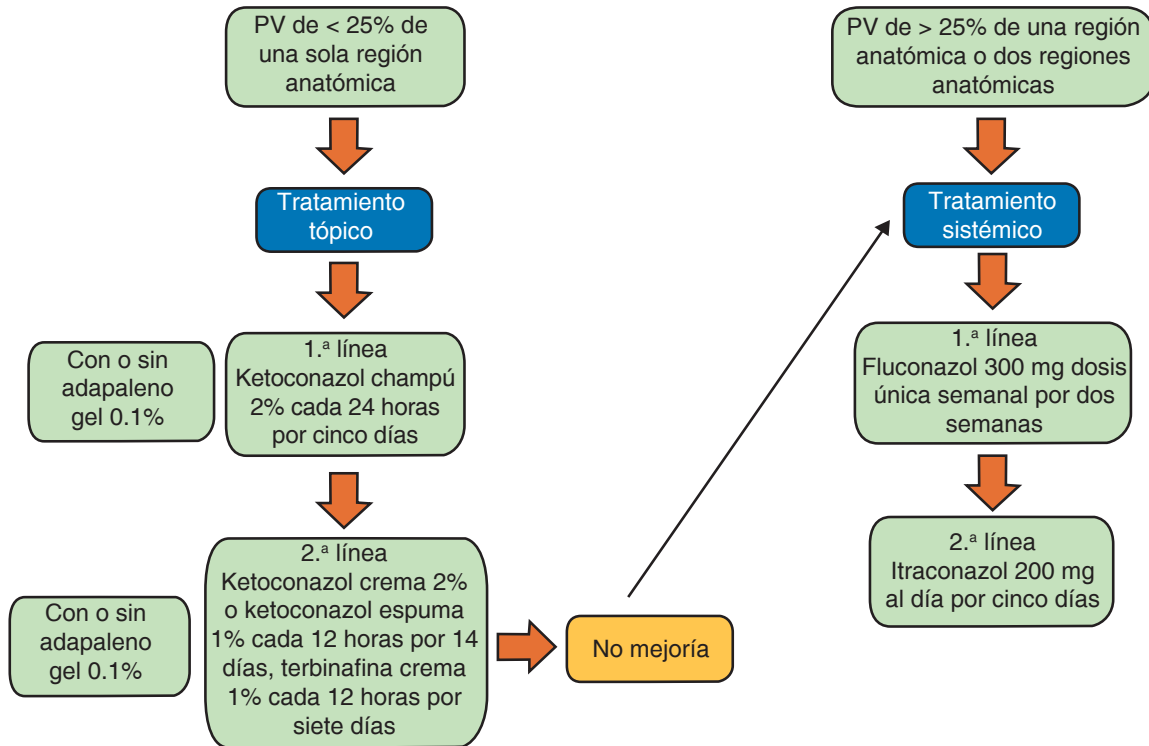 PV de < 25% de
una sola región
anatómica
Tratamiento
tópico
Con o sin
adapaleno
gel 0.1%
1.ª línea
Ketoconazol champú
2% cada 24 horas
por cinco días
Con o sin
adapaleno
gel 0.1%
2.ª línea
Ketoconazol crema 2%
o ketoconazol espuma
1% cada 12 horas por 14
días, terbinafina crema
1% cada 12 horas por
siete días
No mejoría
PV de > 25% de una región
anatómica o dos regiones
anatómicas
Tratamiento
sistémico
1.ª línea
Fluconazol 300 mg dosis
única semanal por dos
semanas
2.ª línea
Itraconazol 200 mg
al día por cinco días